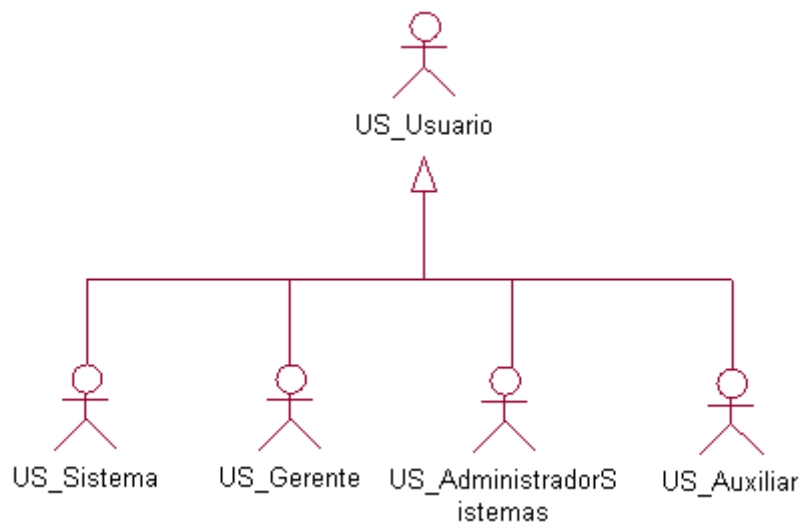 US_Usuario
US_Sistema
US_Gerente
US_AdministradorS
istemas
US_Auxiliar